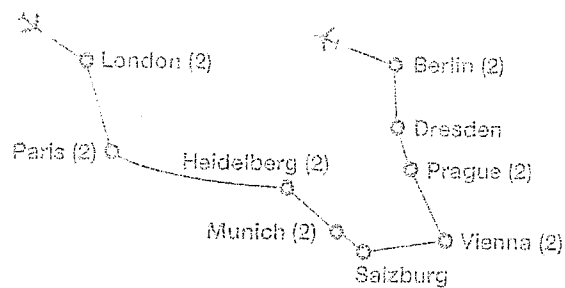 London (2)
Berlin (2)
Dresden
Paris (2)
Heidelberg (2)
Prague (2)
Munich (2)
Vienna (2)
Salzburg